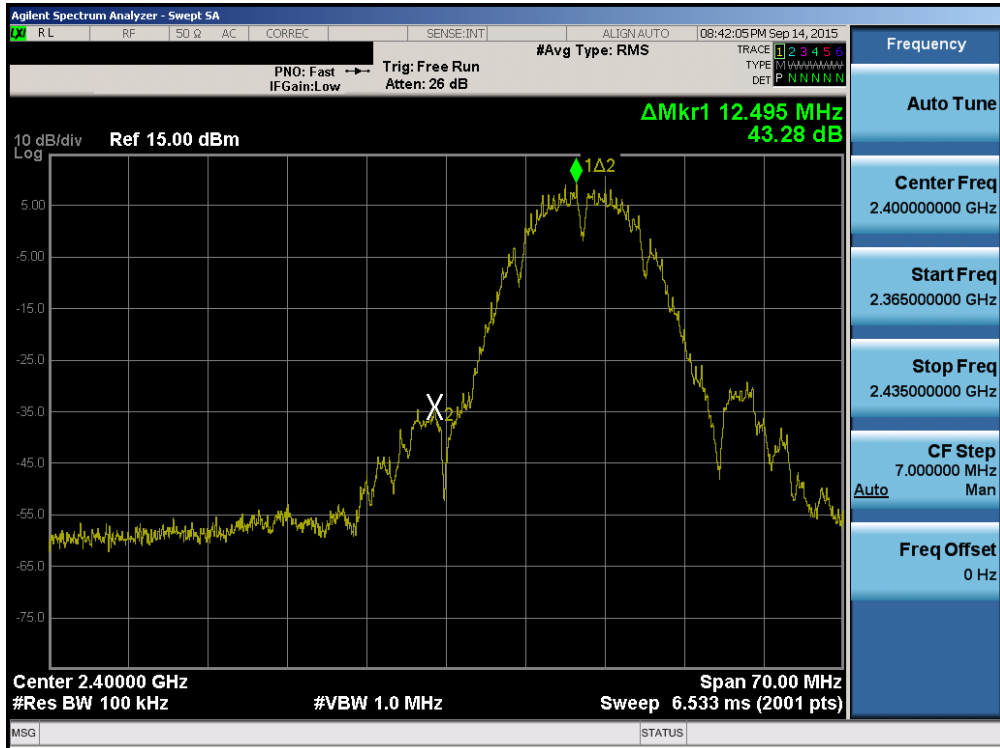 Agilent Spectrum Analyzer - Swept SA
LXI RL RF 50 Ω AC CORREC SENSE:INT ALIGN AUTO 08:42:05 PM Sep 14, 2015
#Avg Type: RMS TRACE 1 2 3 4 5 6
PNO: Fast Trig: Free Run TYPE M WWWWW
IFGain:Low Atten: 26 dB DET P N N N N N
ΔMkr1 12.495 MHz
43.28 dB
10 dB/div Ref 15.00 dBm
Log
1Δ2
5.00
-5.00
-15.0
-25.0
-35.0
X2
-45.0
-55.0
-65.0
-75.0
Center 2.40000 GHz Span 70.00 MHz
#Res BW 100 kHz #VBW 1.0 MHz Sweep 6.533 ms (2001 pts)
MSG STATUS
Frequency
Auto Tune
Center Freq
2.400000000 GHz
Start Freq
2.365000000 GHz
Stop Freq
2.435000000 GHz
CF Step
7.000000 MHz
Auto Man
Freq Offset
0 Hz